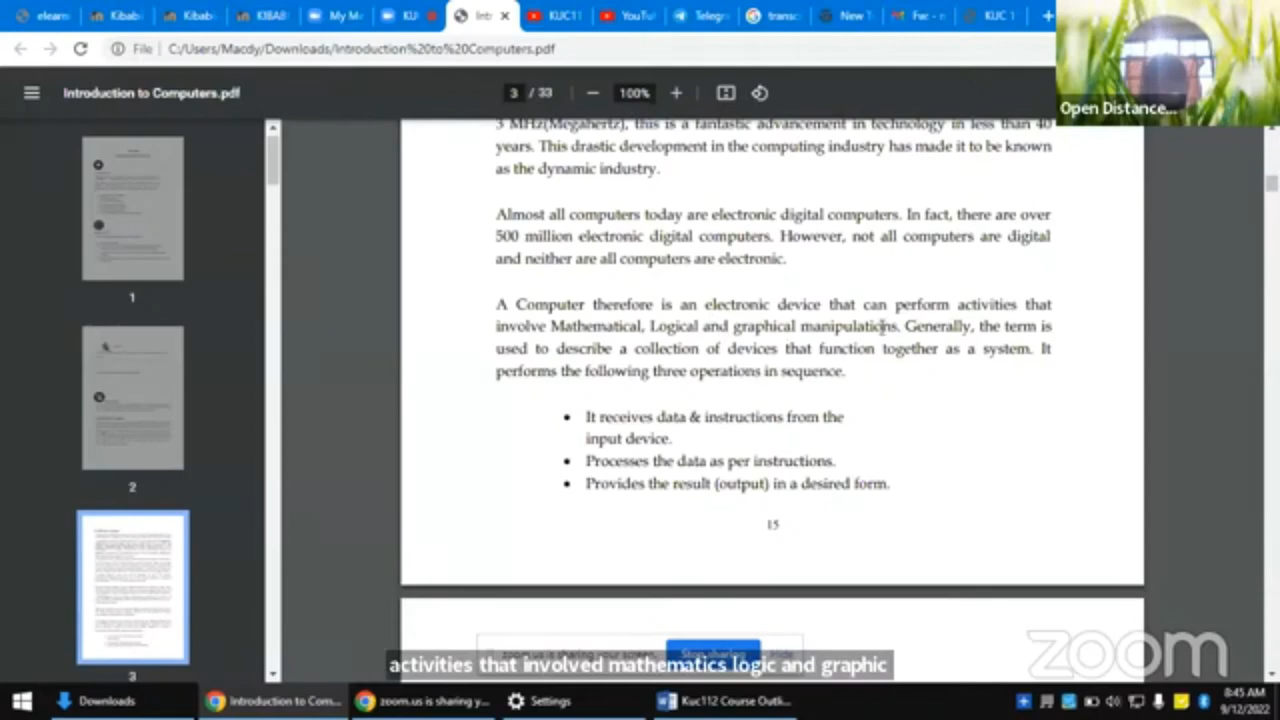 elearn
Kibab
Kibab
KIBAB
My Me
KU
Int
KUC11
YouTu
Telegr
transc
New T
KUC 1
File | C:/Users/Macdy/Downloads/Introduction%20to%20Computers.pdf
Introduction to Computers.pdf
3 / 33
100%
Open Distance...
3 MHz(Megahertz), this is a fantastic advancement in technology in less than 40
years. This drastic development in the computing industry has made it to be known
as the dynamic industry.
Almost all computers today are electronic digital computers. In fact, there are over
500 million electronic digital computers. However, not all computers are digital
and neither are all computers are electronic.
A Computer therefore is an electronic device that can perform activities that
involve Mathematical, Logical and graphical manipulations. Generally, the term is
used to describe a collection of devices that function together as a system. It
performs the following three operations in sequence.
• It receives data & instructions from the
input device.
• Processes the data as per instructions.
• Provides the result (output) in a desired form.
15
1
2
3
zoom.us is sharing your screen.
Stop sharing
Hide
activities that involved mathematics logic and graphic
zoom
Downloads
Introduction to Com...
zoom.us is sharing y...
Settings
Kuc112 Course Outli...
8:45 AM
9/12/2022